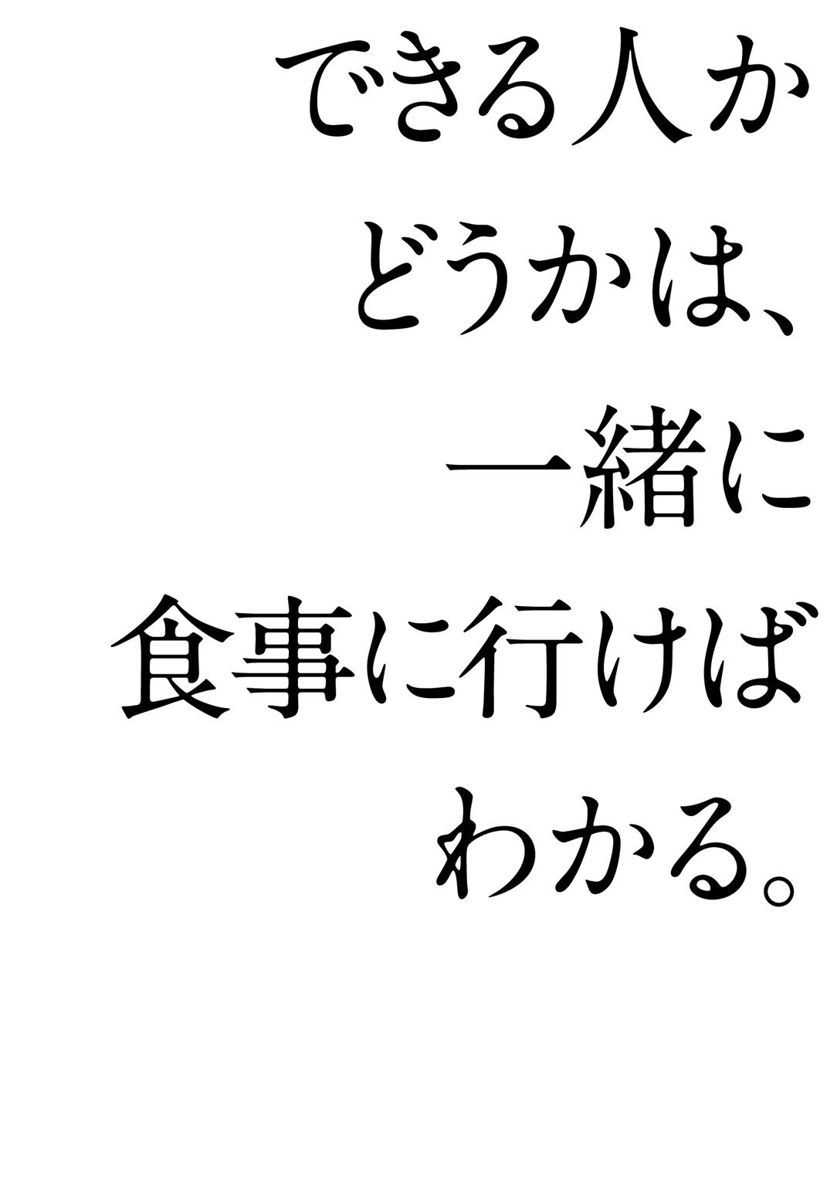 できる人か
どうかは、
一緒に
食事に行けば
わかる。